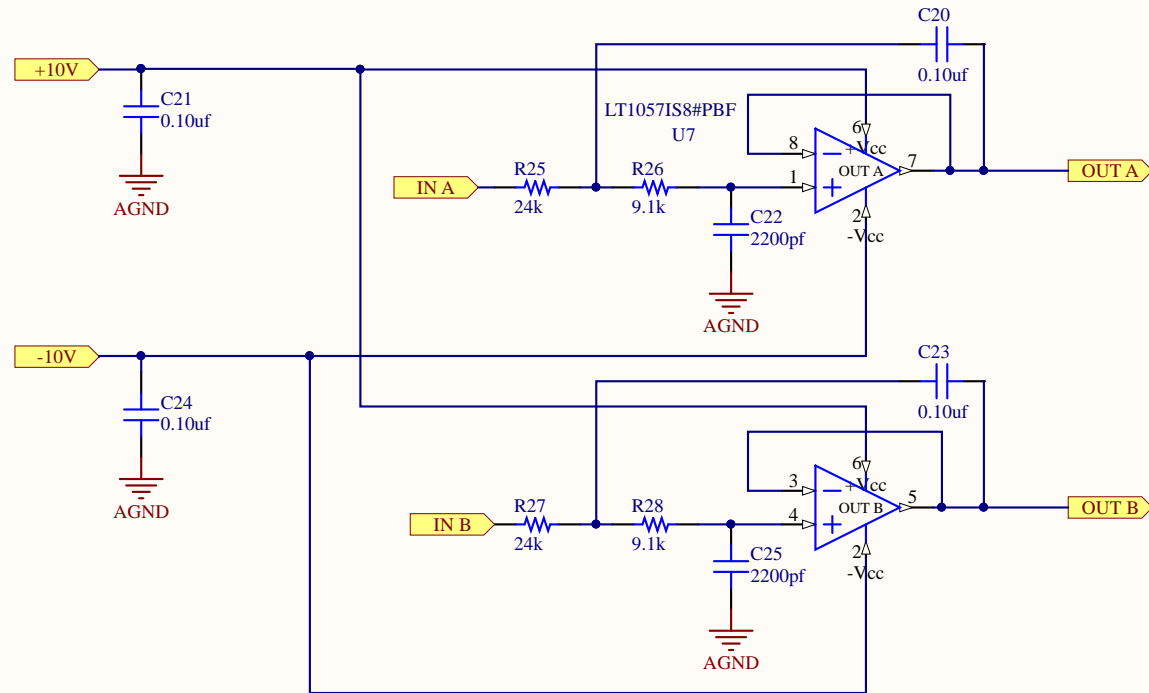 C20
0.10uf
+10V
C21
0.10uf
AGND
LT1057IS8#PBF
U7
6
+Vcc
8
OUT A
7
1
2
-Vcc
IN A
R25
24k
R26
9.1k
C22
2200pf
AGND
OUT A
-10V
C24
0.10uf
AGND
C23
0.10uf
6
+Vcc
3
OUT B
5
4
2
-Vcc
IN B
R27
24k
R28
9.1k
C25
2200pf
AGND
OUT B